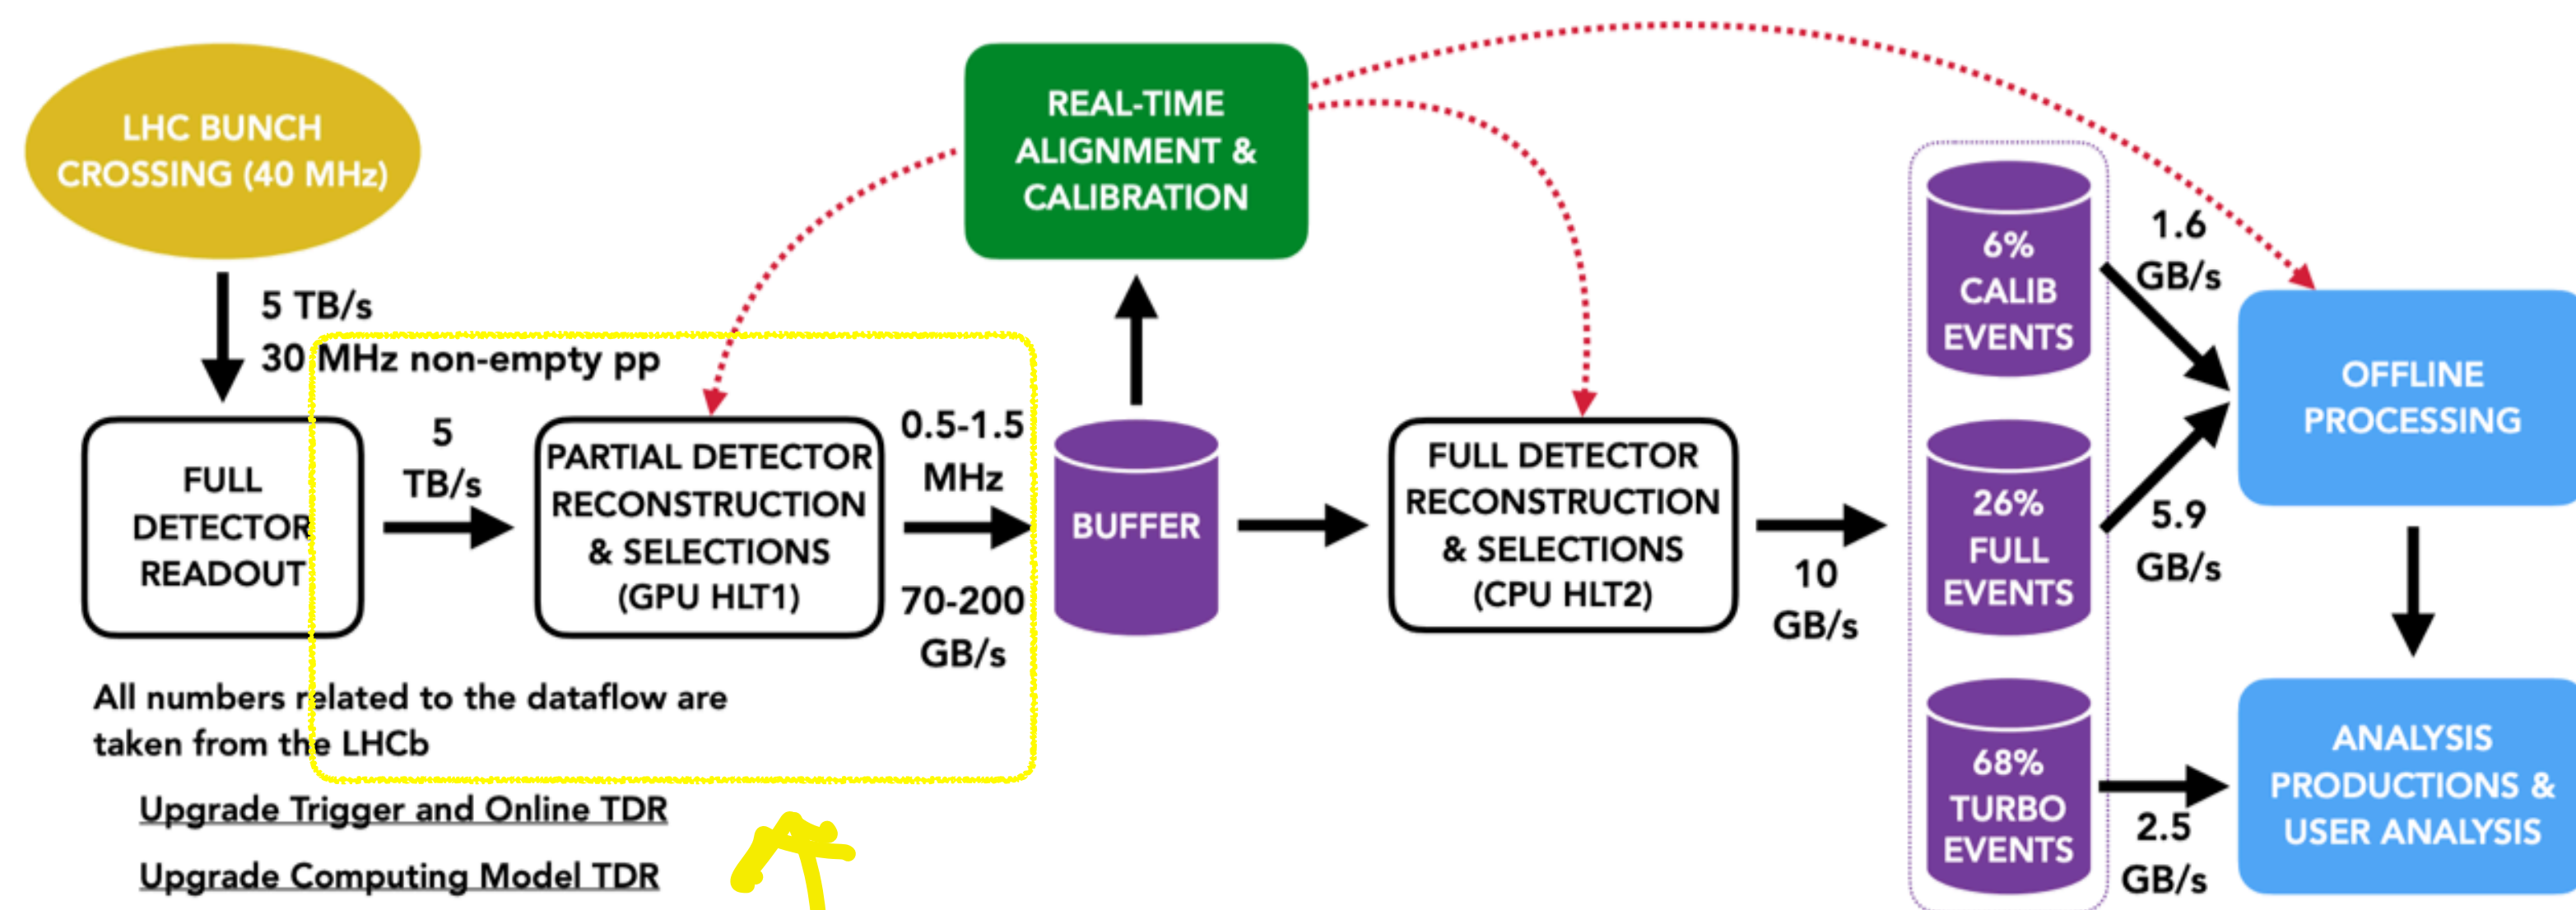 LHC BUNCH
CROSSING (40 MHz)
5 TB/s
30 MHz non-empty pp
FULL
DETECTOR
READOUT
5
TB/s
PARTIAL DETECTOR
RECONSTRUCTION
& SELECTIONS
(GPU HLT1)
0.5-1.5
MHz
70-200
GB/s
REAL-TIME
ALIGNMENT &
CALIBRATION
BUFFER
FULL DETECTOR
RECONSTRUCTION
& SELECTIONS
(CPU HLT2)
10
GB/s
6%
CALIB
EVENTS
26%
FULL
EVENTS
68%
TURBO
EVENTS
1.6
GB/s
5.9
GB/s
2.5
GB/s
OFFLINE
PROCESSING
ANALYSIS
PRODUCTIONS &
USER ANALYSIS
All numbers related to the dataflow are
taken from the LHCb
Upgrade Trigger and Online TDR
Upgrade Computing Model TDR